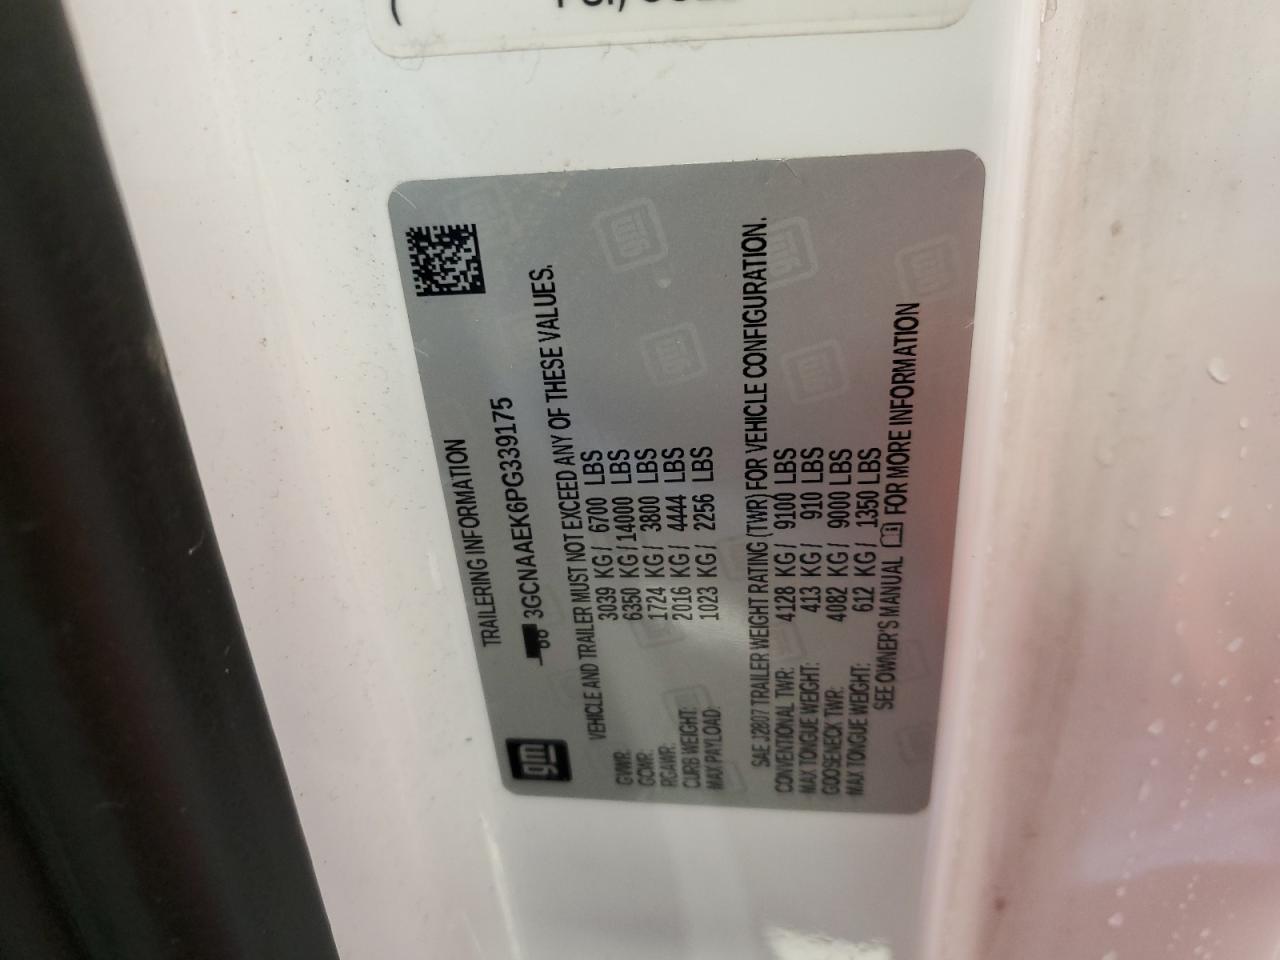 TRAILERING INFORMATION
gm 3GCNAAEK6PG339175
VEHICLE AND TRAILER MUST NOT EXCEED ANY OF THESE VALUES.
GVWR: 3039 KG / 6700 LBS
GCWR: 6350 KG / 14000 LBS
RGAWR: 1724 KG / 3800 LBS
CURB WEIGHT: 2016 KG / 4444 LBS
MAX PAYLOAD: 1023 KG / 2256 LBS
SAE J2807 TRAILER WEIGHT RATING (TWR) FOR VEHICLE CONFIGURATION.
CONVENTIONAL TWR: 4128 KG / 9100 LBS
MAX TONGUE WEIGHT: 413 KG / 910 LBS
GOOSENECK TWR: 4082 KG / 9000 LBS
MAX TONGUE WEIGHT: 612 KG / 1350 LBS
SEE OWNER'S MANUAL FOR MORE INFORMATION